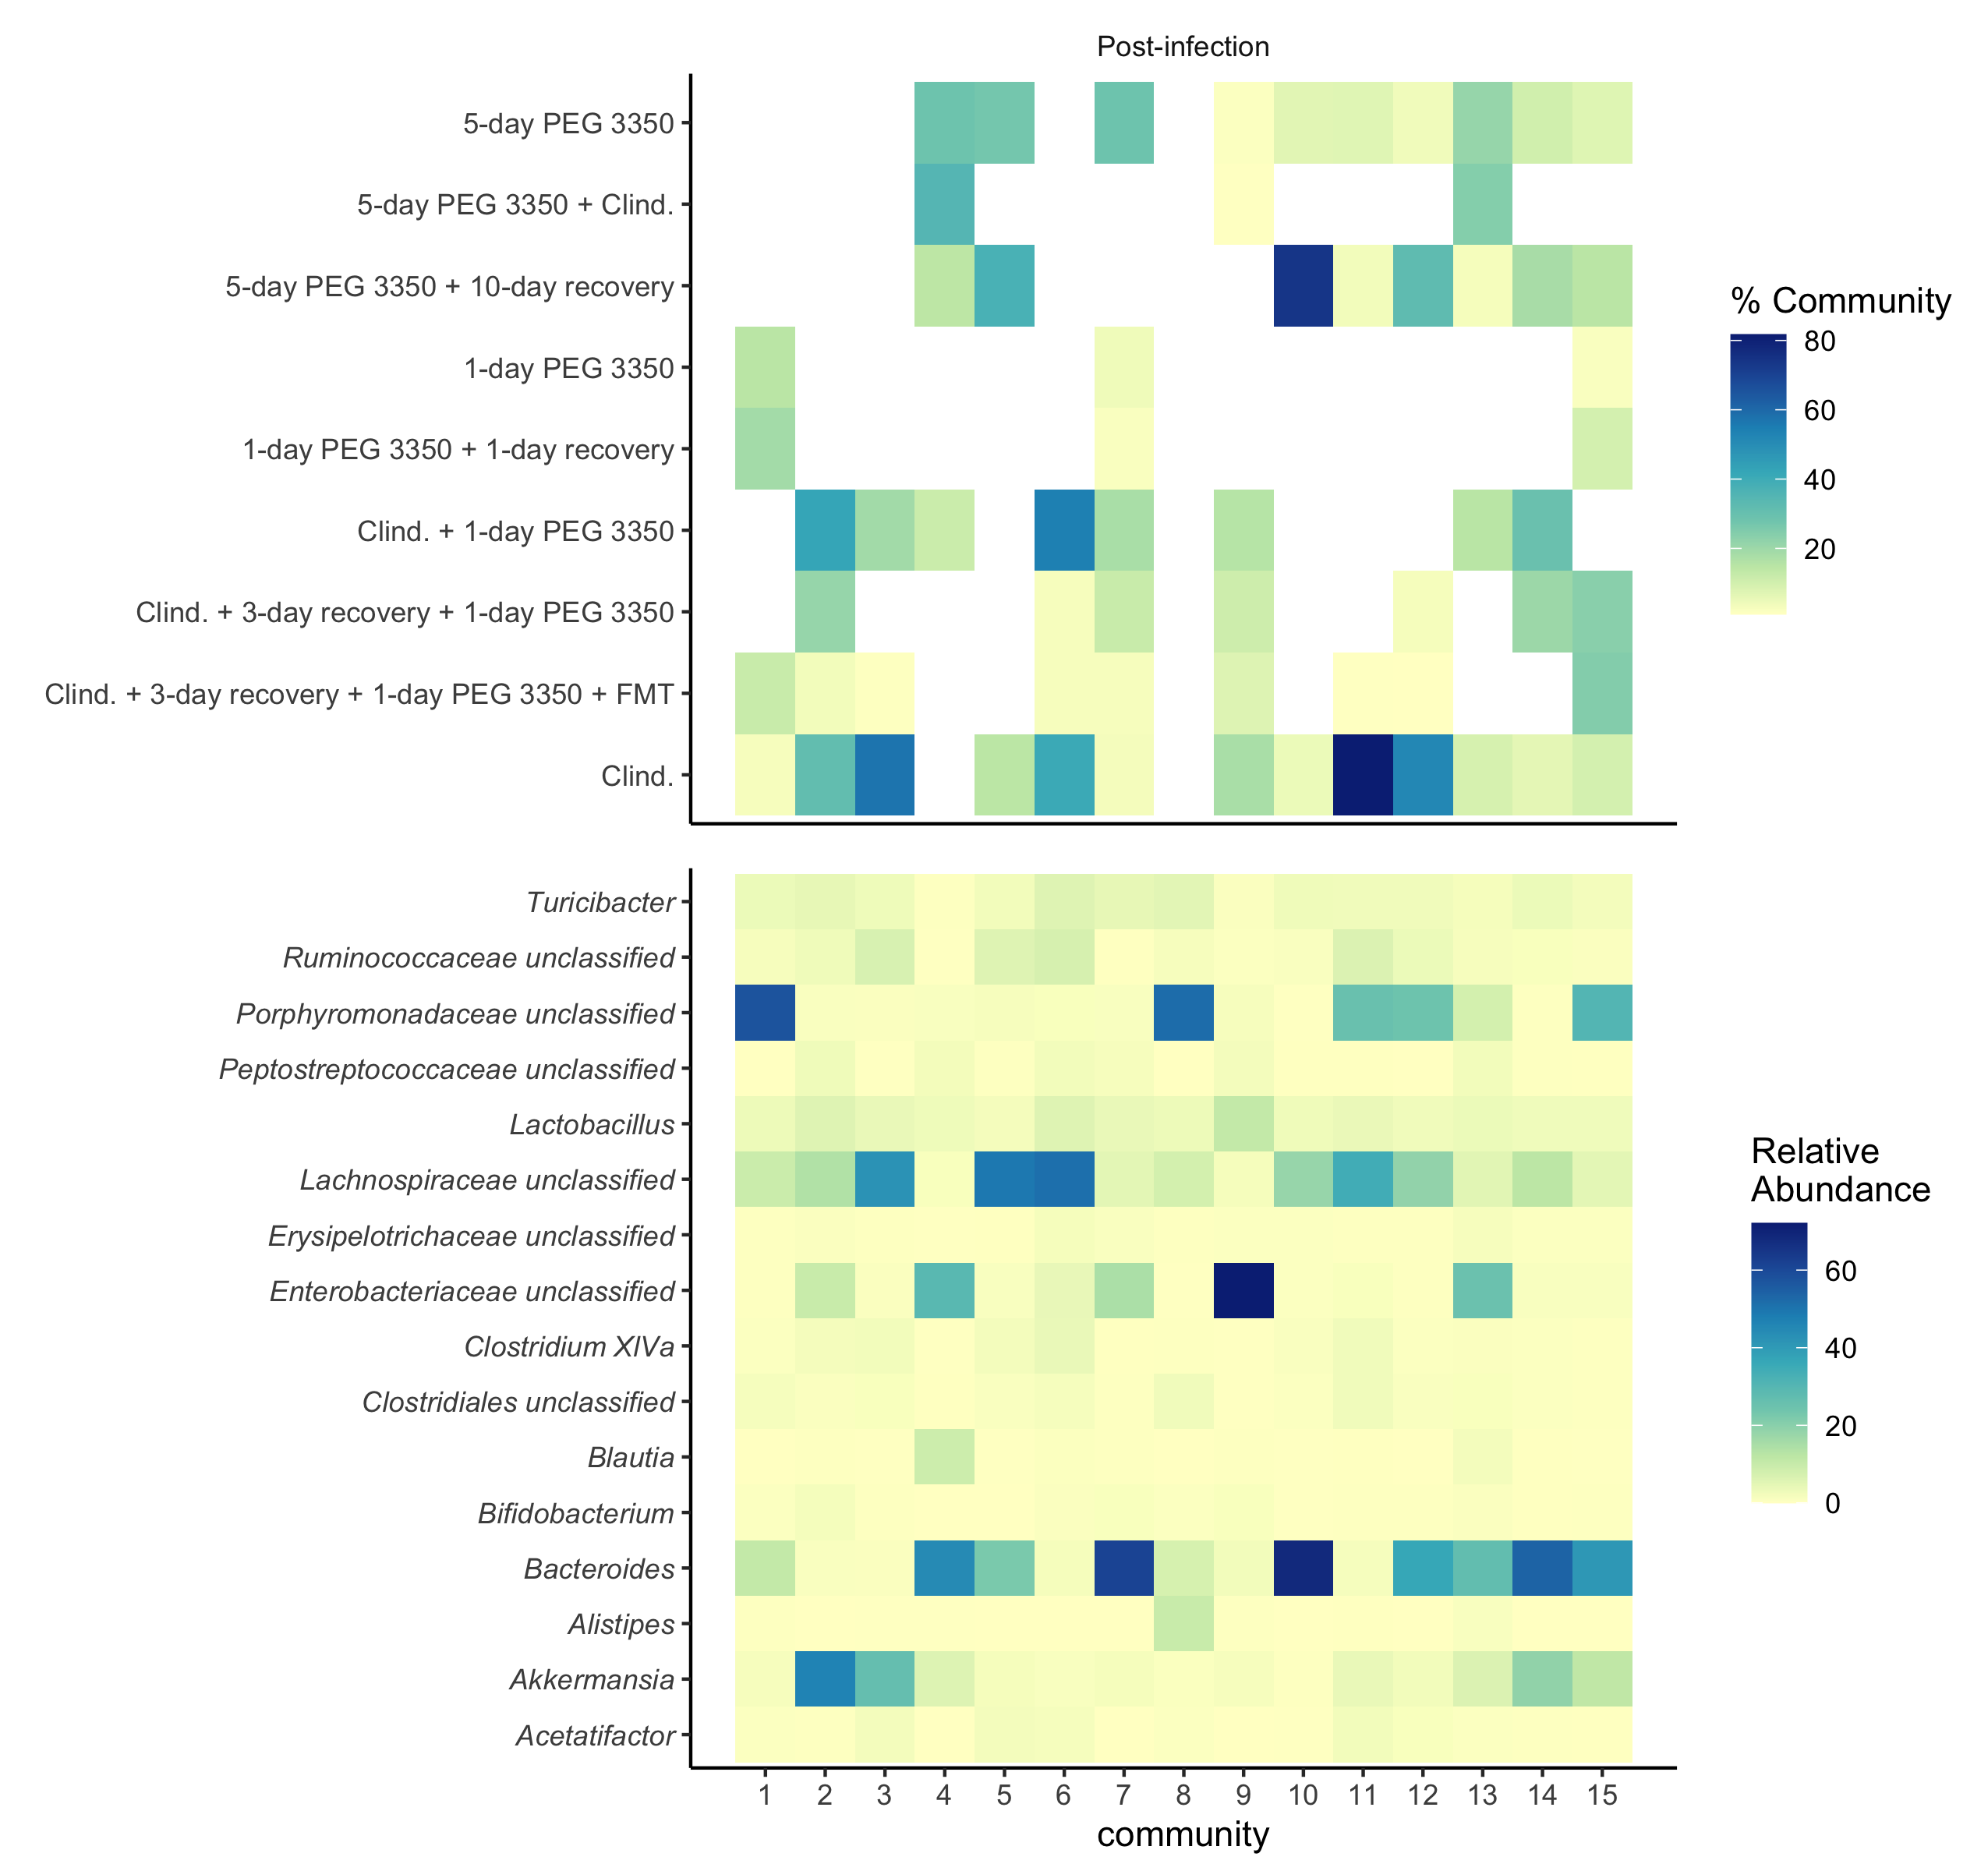 Post-infection
5-day PEG 3350
5-day PEG 3350 + Clind.
5-day PEG 3350 + 10-day recovery
1-day PEG 3350
1-day PEG 3350 + 1-day recovery
Clind. + 1-day PEG 3350
Clind. + 3-day recovery + 1-day PEG 3350
Clind. + 3-day recovery + 1-day PEG 3350 + FMT
Clind.
% Community
80
60
40
20
Turicibacter
Ruminococcaceae unclassified
Porphyromonadaceae unclassified
Peptostreptococcaceae unclassified
Lactobacillus
Lachnospiraceae unclassified
Erysipelotrichaceae unclassified
Enterobacteriaceae unclassified
Clostridium XlVa
Clostridiales unclassified
Blautia
Bifidobacterium
Bacteroides
Alistipes
Akkermansia
Acetatifactor
Relative
Abundance
60
40
20
0
1 2 3 4 5 6 7 8 9 10 11 12 13 14 15
community